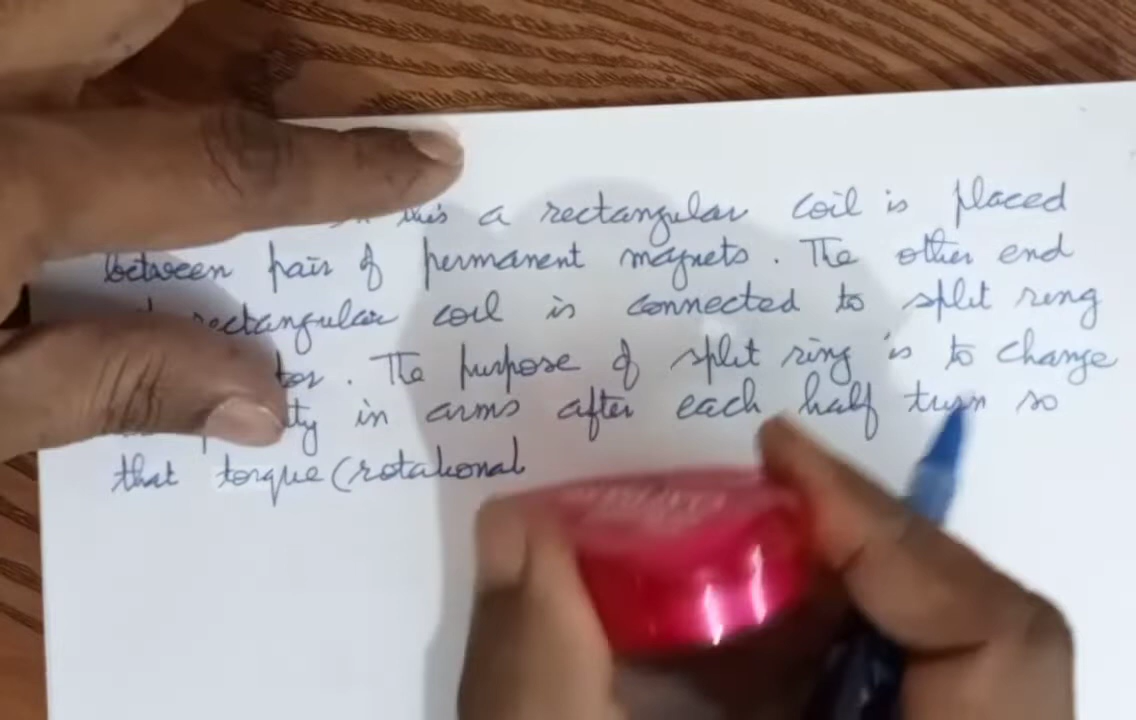 this a rectangular coil is placed
between pair of permanent magnets. The other end
rectangular coil is connected to split ring
. The purpose of split ring is to change
in arms after each half turn so
that torque (rotational